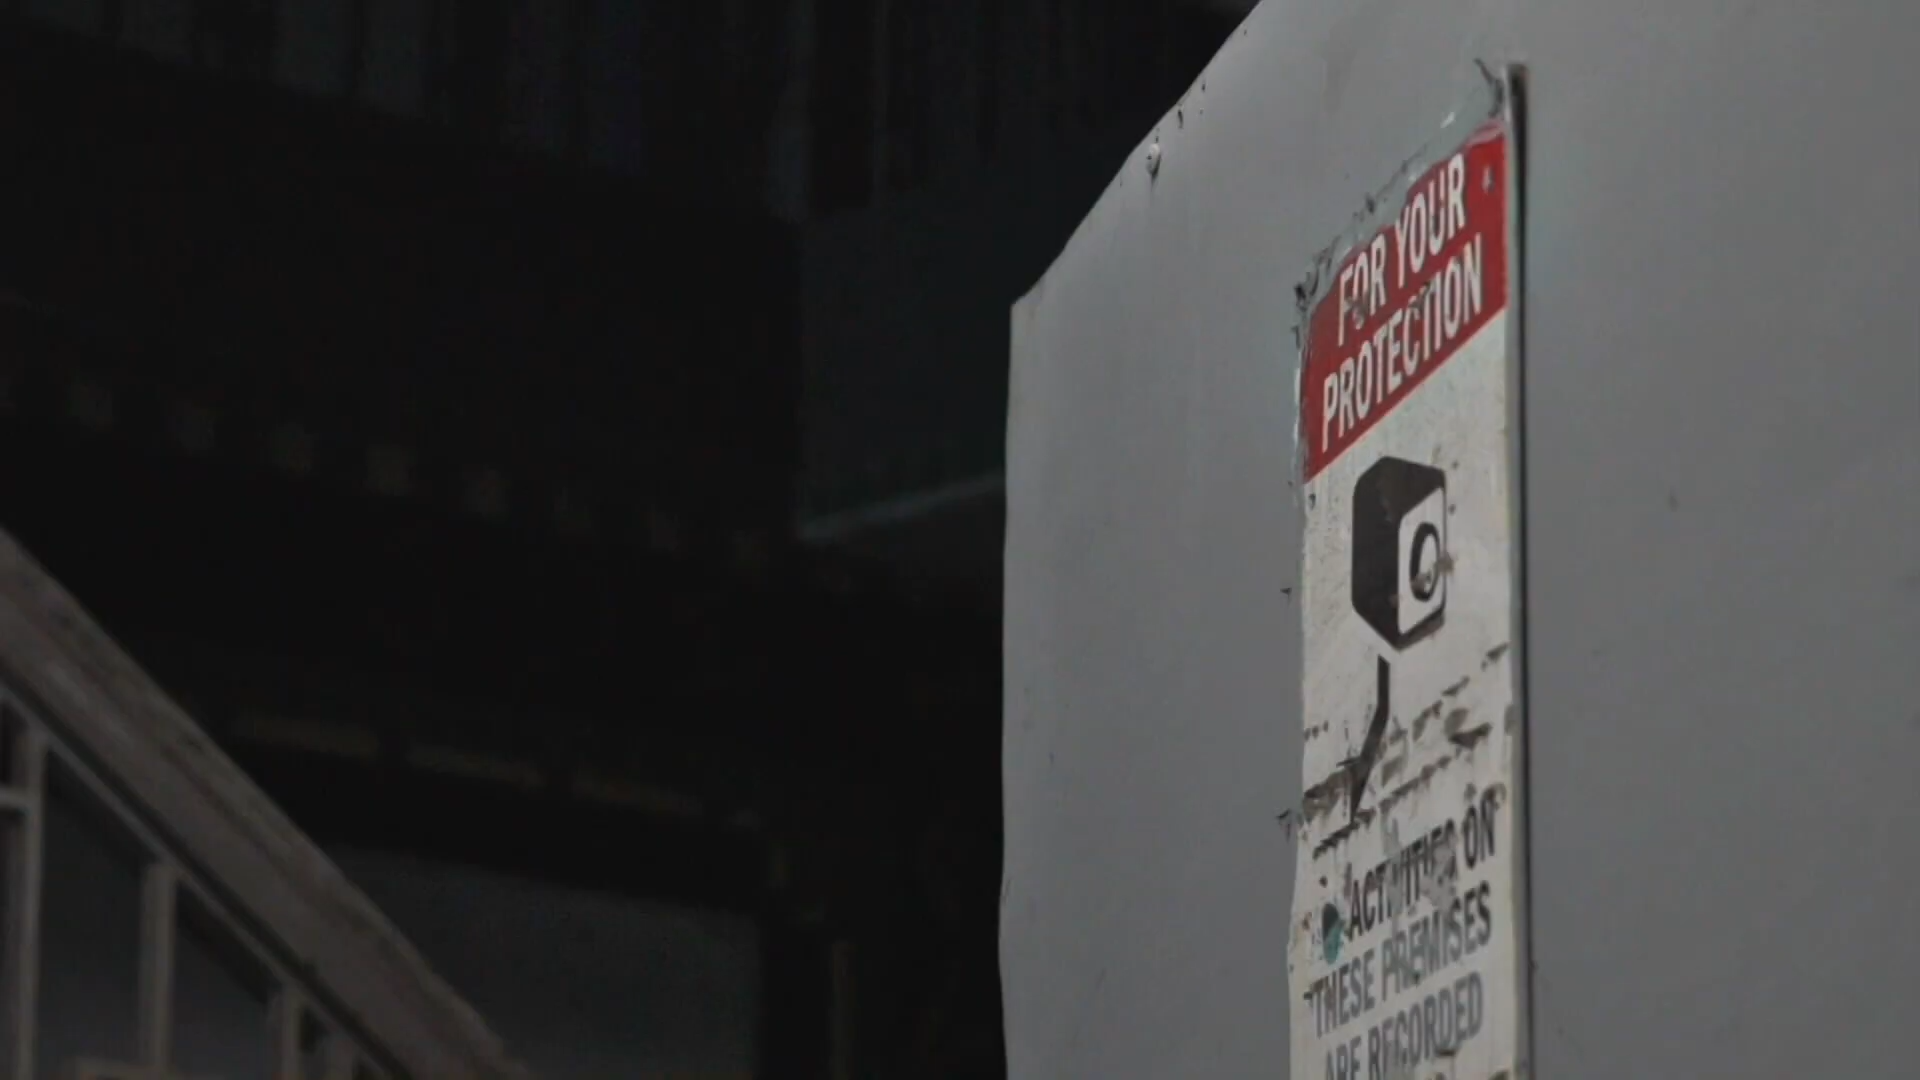 FOR YOUR
PROTECTION
ACTIVITIES ON
THESE PREMISES
ARE RECORDED